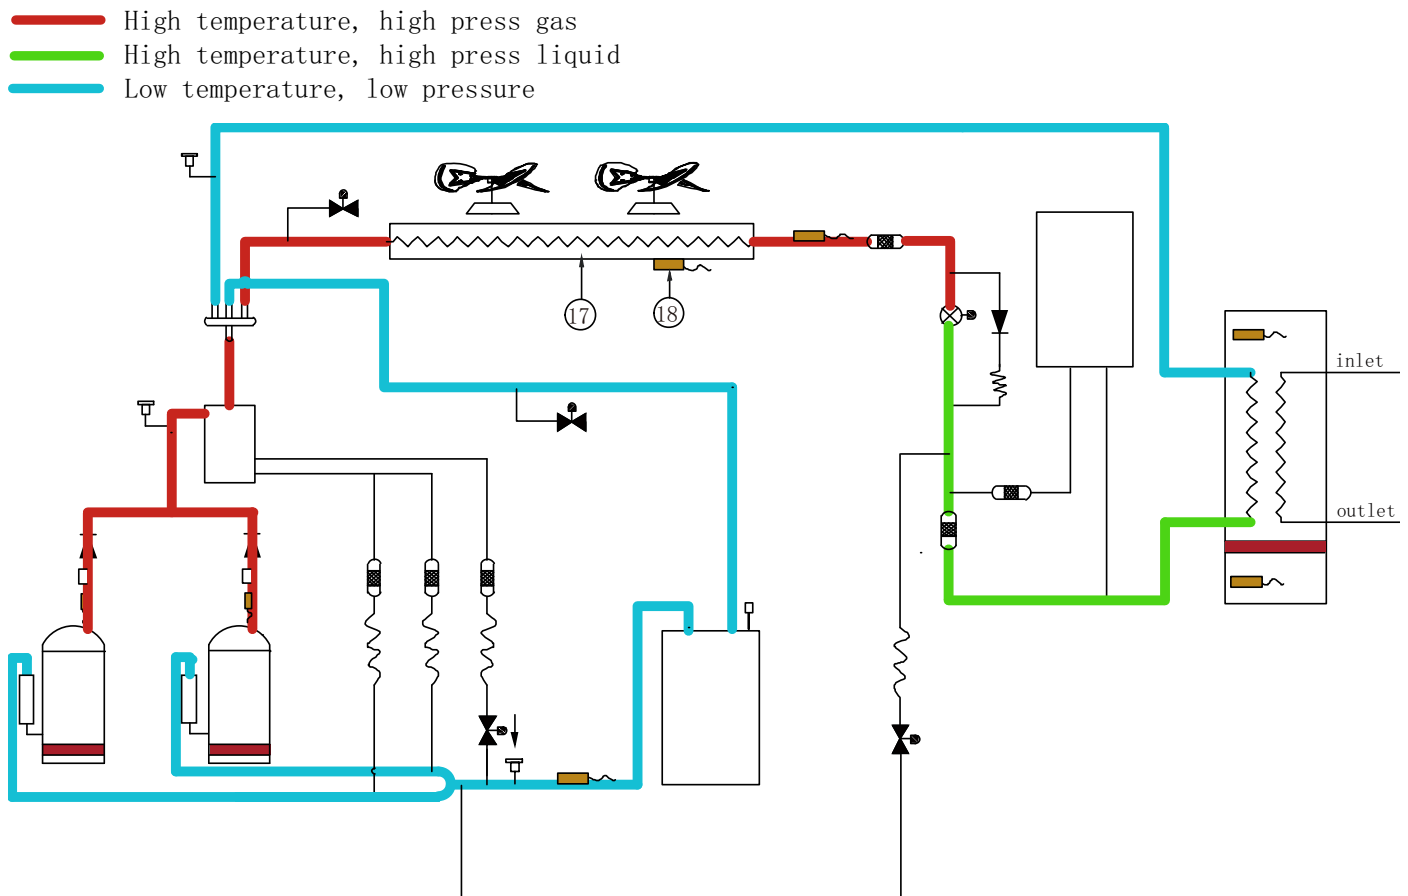 High temperature, high press gas
High temperature, high press liquid
Low temperature, low pressure
17
18
inlet
outlet